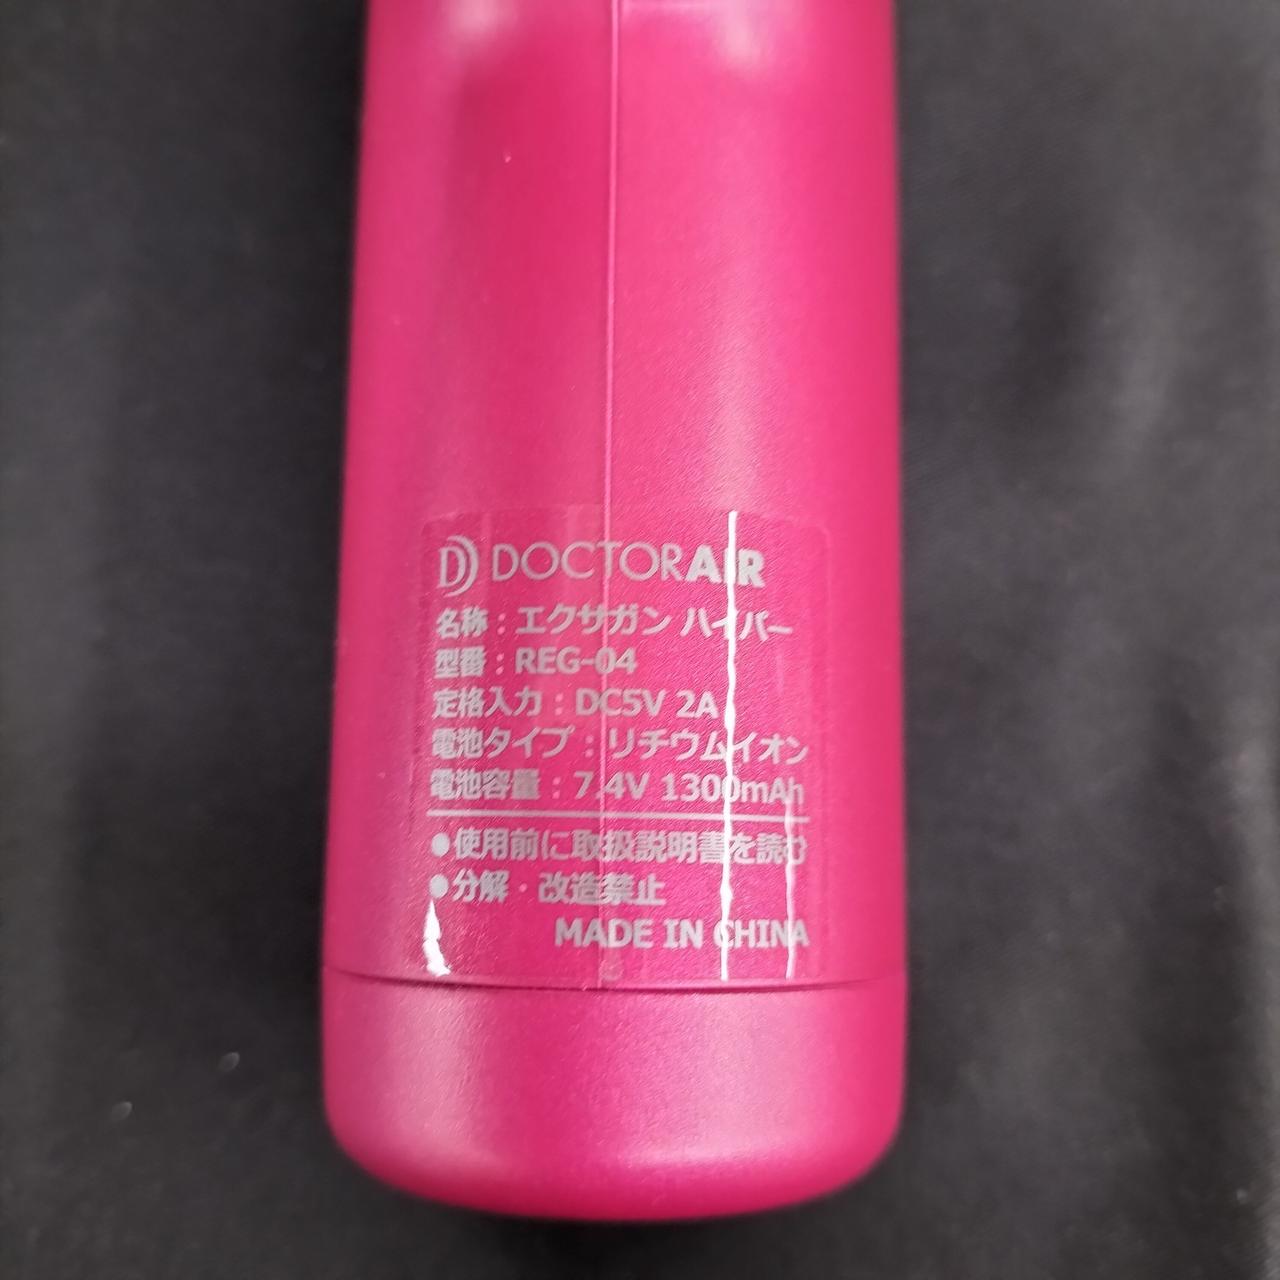 DOCTORAIR
名称：エクサガン ハイパー
型番：REG-04
定格入力：DC5V 2A
電池タイプ：リチウムイオン
電池容量：7.4V 1300mAh
●使用前に取扱説明書を読む
●分解・改造禁止
MADE IN CHINA